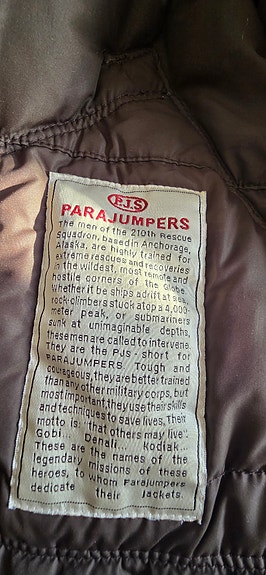 P.J.S
PARAJUMPERS
The men of the 210th Rescue
Squadron, based in Anchorage,
Alaska, are highly trained for
extreme rescues and recoveries
in the wildest, most remote and
hostile corners of the Globe.
Whether it be ships adrift at sea,
rock-climbers stuck atop a 4,000-
meter peak, or submariners
sunk at unimaginable depths,
these men are called to intervene.
They are the PJS - short for
PARAJUMPERS Tough and
courageous, they are better trained
than any other military corps, but
most important, they use their skills
and techniques to save lives. Their
motto is: "that others may live".
Gobi... Denali... Kodiak...
These are the names of the
legendary missions of these
heroes, to whom Parajumpers
dedicate their Jackets.